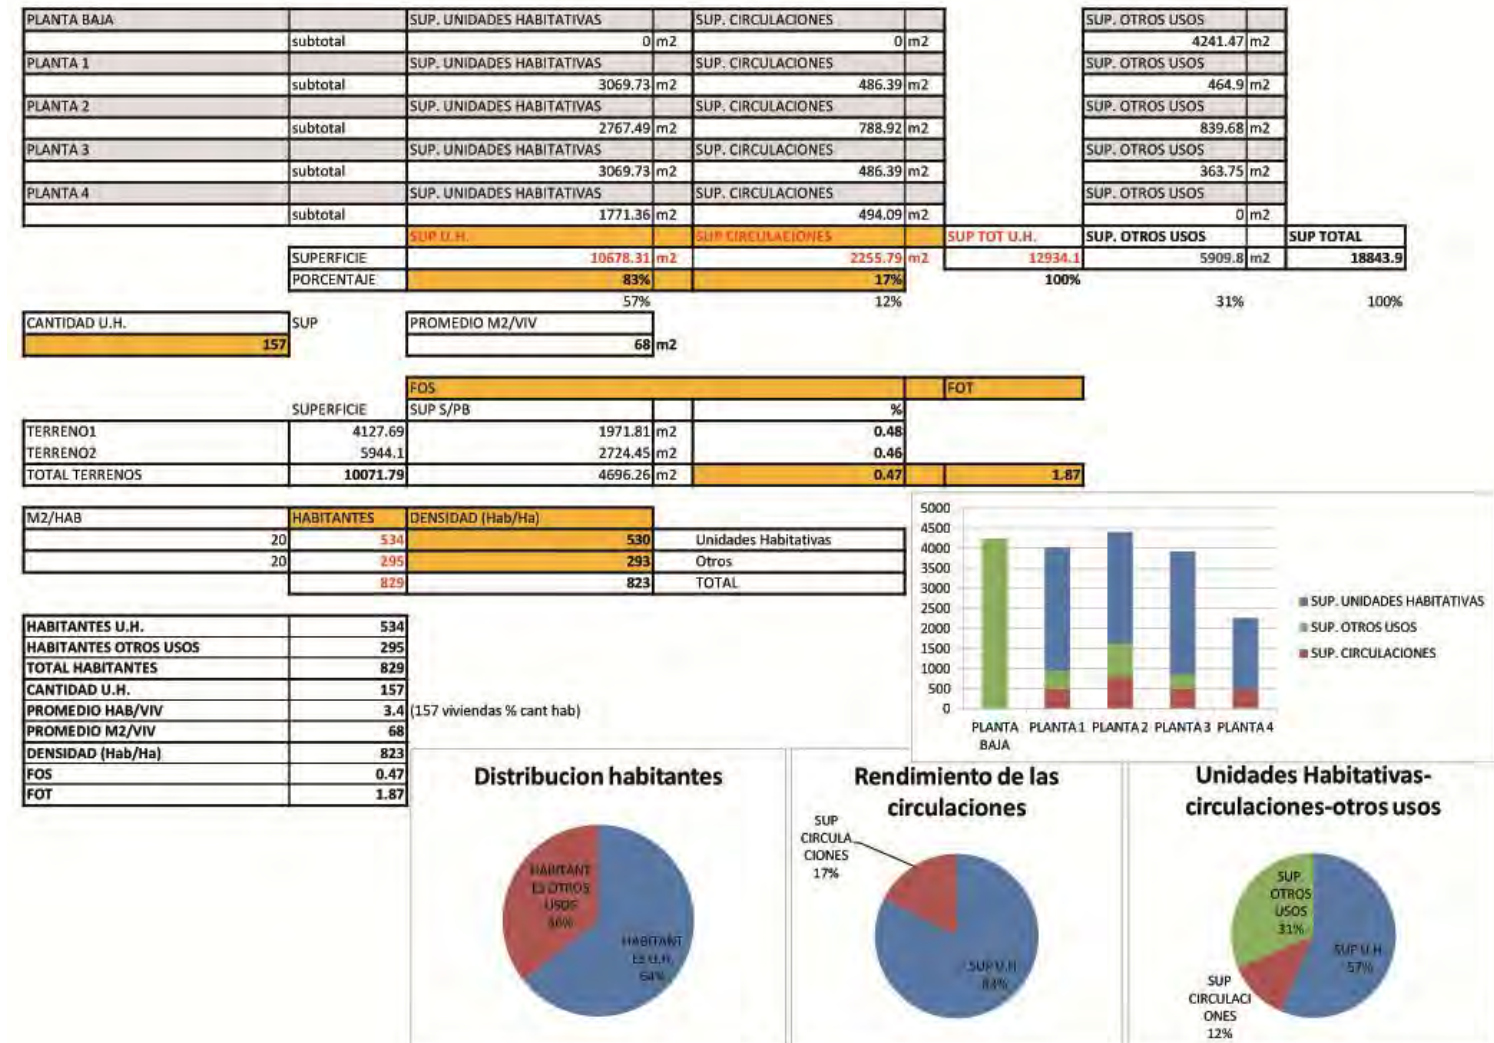 PLANTA BAJA SUP. UNIDADES HABITATIVAS SUP. CIRCULACIONES SUP. OTROS USOS
subtotal 0 m2 0 m2 4241.47 m2
PLANTA 1 SUP. UNIDADES HABITATIVAS SUP. CIRCULACIONES SUP. OTROS USOS
subtotal 3069.73 m2 486.39 m2 464.9 m2
PLANTA 2 SUP. UNIDADES HABITATIVAS SUP. CIRCULACIONES SUP. OTROS USOS
subtotal 2767.49 m2 788.92 m2 839.68 m2
PLANTA 3 SUP. UNIDADES HABITATIVAS SUP. CIRCULACIONES SUP. OTROS USOS
subtotal 3069.73 m2 486.39 m2 363.75 m2
PLANTA 4 SUP. UNIDADES HABITATIVAS SUP. CIRCULACIONES SUP. OTROS USOS
subtotal 1771.36 m2 494.09 m2 0 m2
SUP U.H. SUP CIRCULACIONES SUP TOT U.H. SUP. OTROS USOS SUP TOTAL
SUPERFICIE 10678.31 m2 2255.79 m2 12934.1 5909.8 m2 18843.9
PORCENTAJE 83% 17% 100%
57% 12% 31% 100%
CANTIDAD U.H. SUP PROMEDIO M2/VIV
157 68 m2
FOS FOT
SUPERFICIE SUP S/PB %
TERRENO1 4127.69 1971.81 m2 0.48
TERRENO2 5944.1 2724.45 m2 0.46
TOTAL TERRENOS 10071.79 4696.26 m2 0.47 1.87
M2/HAB HABITANTES DENSIDAD (Hab/Ha)
20 534 530 Unidades Habitativas
20 295 293 Otros
829 823 TOTAL
HABITANTES U.H. 534
HABITANTES OTROS USOS 295
TOTAL HABITANTES 829
CANTIDAD U.H. 157
PROMEDIO HAB/VIV 3.4 (157 viviendas % cant hab)
PROMEDIO M2/VIV 68
DENSIDAD (Hab/Ha) 823
FOS 0.47
FOT 1.87
5000
4500
4000
3500
3000
2500
2000
1500
1000
500
0
PLANTA BAJA
PLANTA 1
PLANTA 2
PLANTA 3
PLANTA 4
SUP. UNIDADES HABITATIVAS
SUP. OTROS USOS
SUP. CIRCULACIONES
Distribucion habitantes
HABITANT
ES OTROS
USOS
36%
HABITANT
ES U.H.
64%
Rendimiento de las
circulaciones
SUP
CIRCULA
CIONES
17%
SUP U.H.
83%
Unidades Habitativas-
circulaciones-otros usos
SUP.
OTROS
USOS
31%
SUP U.H.
57%
SUP
CIRCULACI
ONES
12%